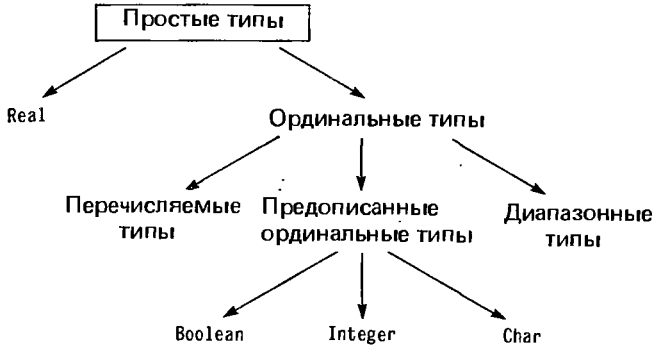 Простые типы
Real
Ординальные типы
Перечисляемые
типы
Предописанные
ординальные типы
Диапазонные
типы
Boolean
Integer
Char